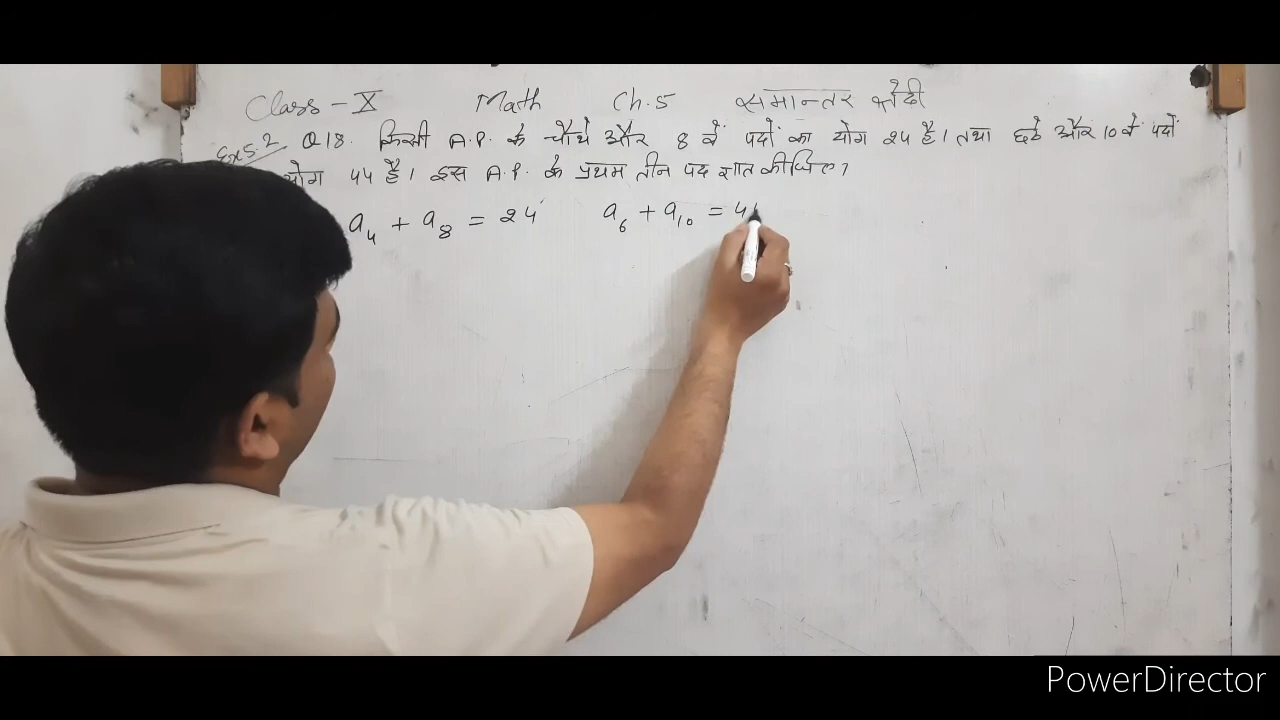 Class - X Math Ch.5 समान्तर श्रेढी
Ex 5.2 Q18. किसी A.P. के चौथे और 8 वें पदों का योग 24 है। तथा छठे और 10 वें पदों
योग 44 है। इस A.P. के प्रथम तीन पद ज्ञात कीजिए।
a₄ + a₈ = 24 a₆ + a₁₀ = 4
PowerDirector